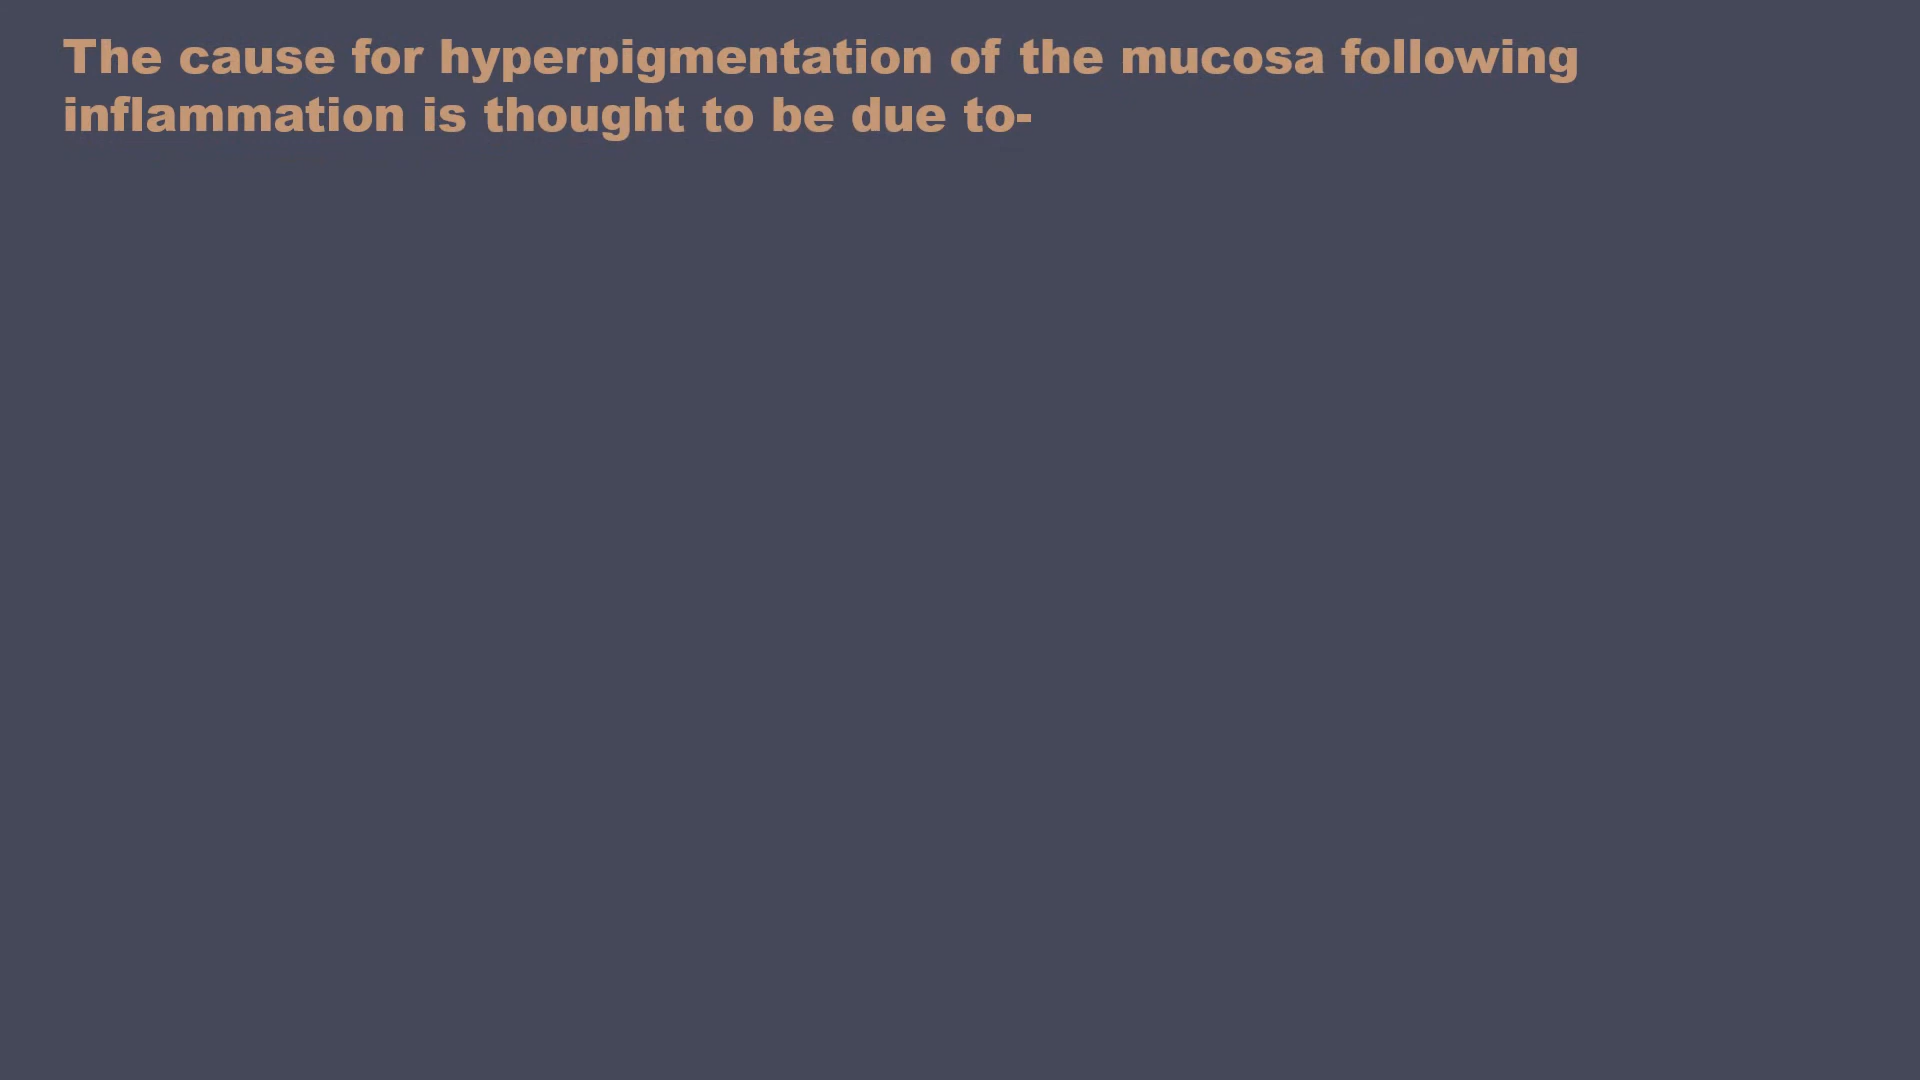 The cause for hyperpigmentation of the mucosa following
inflammation is thought to be due to-